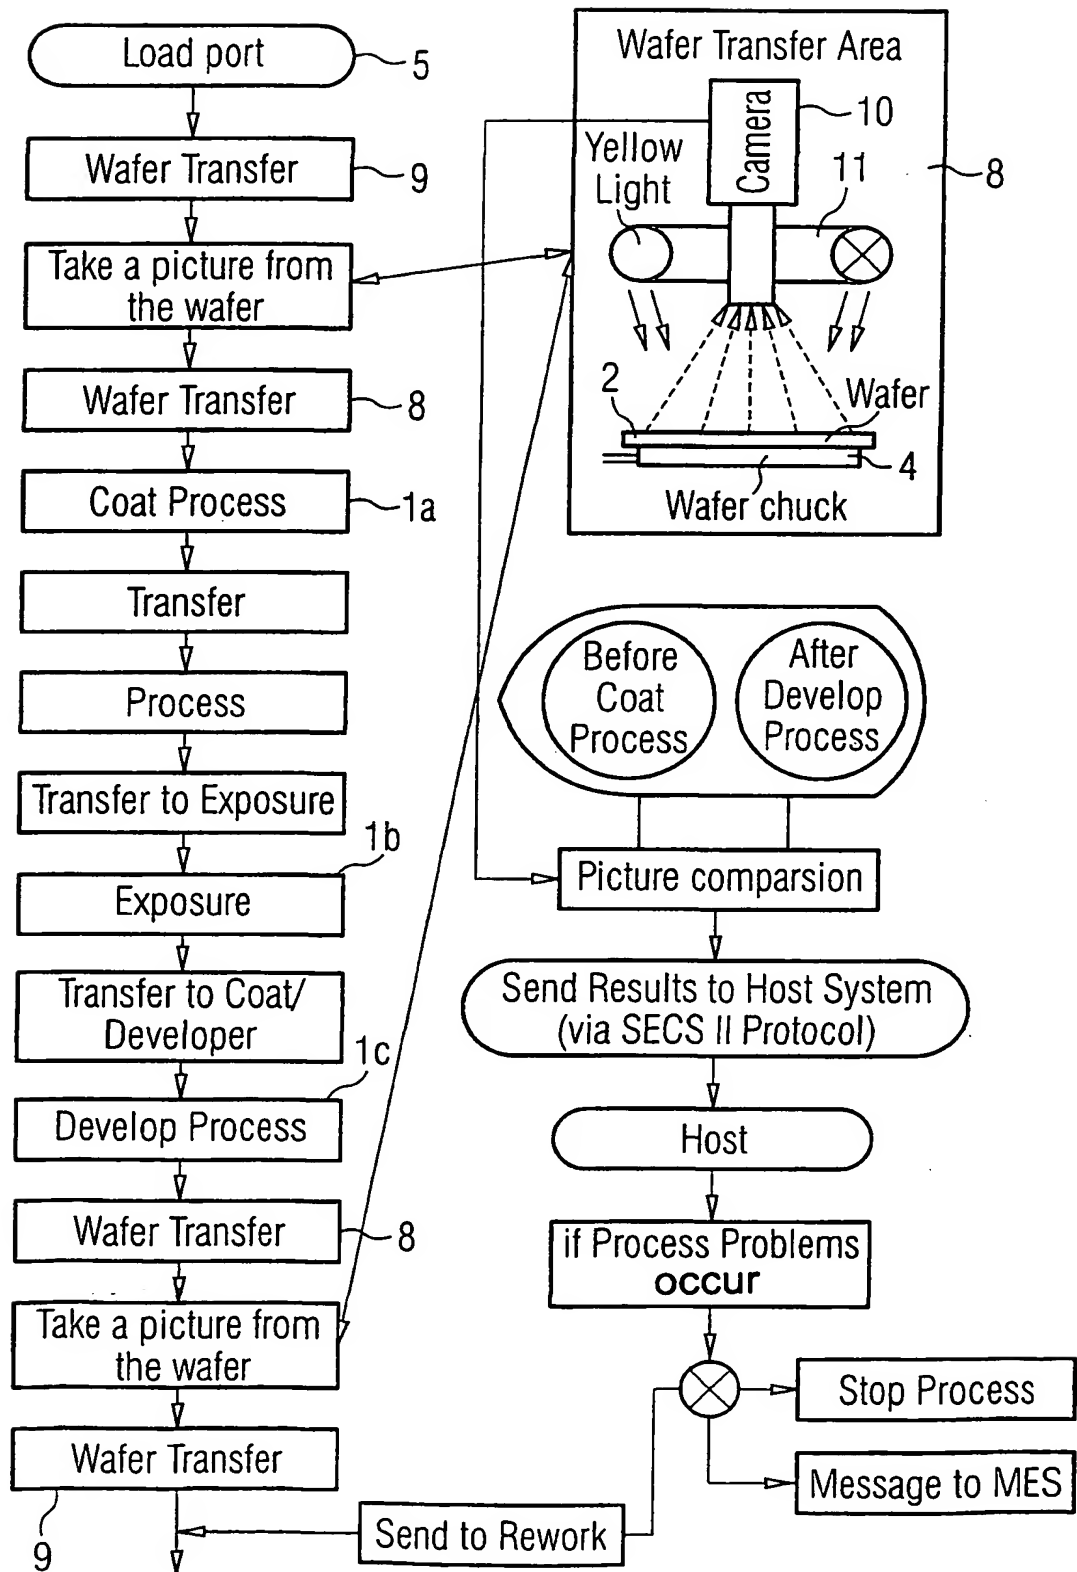 Load port
5
Wafer Transfer
9
Take a picture from
the wafer
Wafer Transfer
8
Coat Process
1a
Transfer
Process
Transfer to Exposure
1b
Exposure
Transfer to Coat/
Developer
1c
Develop Process
Wafer Transfer
8
Take a picture from
the wafer
Wafer Transfer
9
Wafer Transfer Area
Camera
10
Yellow
Light
11
8
2
Wafer
4
Wafer chuck
Before
Coat
Process
After
Develop
Process
Picture comparsion
Send Results to Host System
(via SECS II Protocol)
Host
if Process Problems
occur
Stop Process
Message to MES
Send to Rework